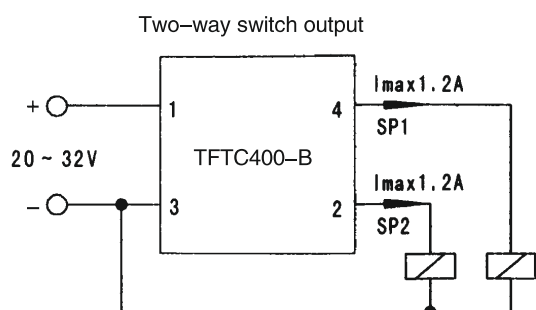 Two–way switch output
Imax1.2A
+
1
4
SP1
20 ~ 32V
TFTC400–B
Imax1.2A
–
3
2
SP2